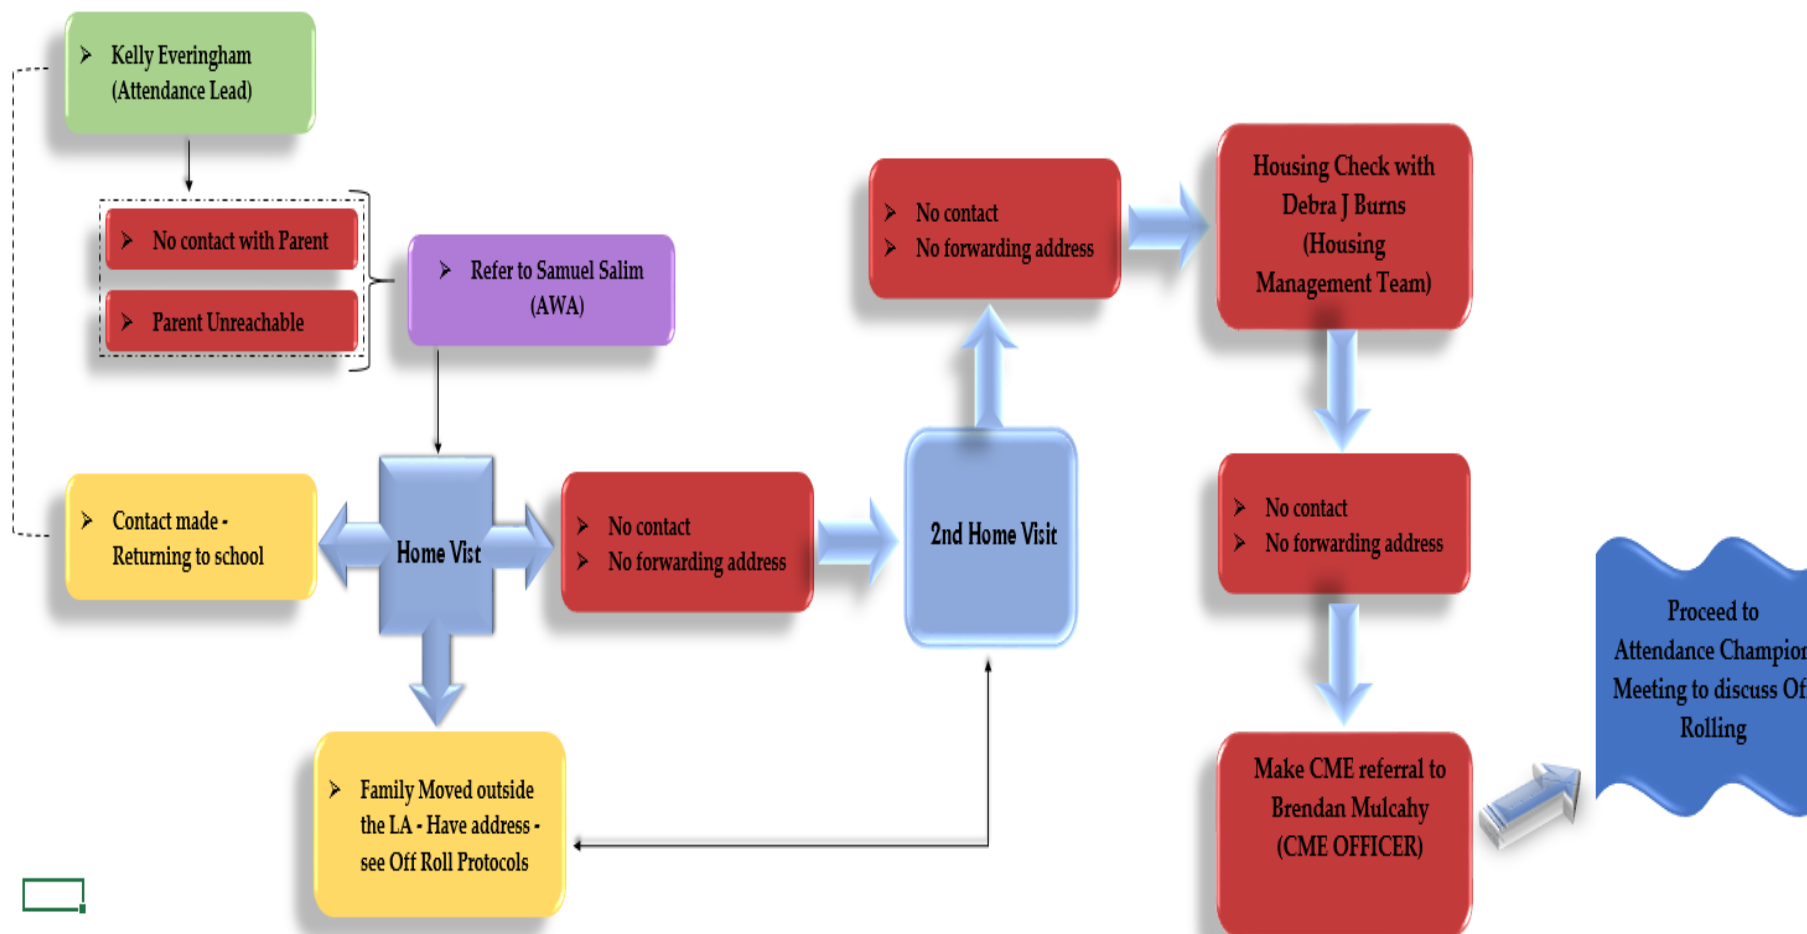 ➢ Kelly Everingham
(Attendance Lead)
➢ No contact with Parent
➢ Parent Unreachable
➢ Refer to Samuel Salim
(AWA)
Home Vist
➢ Contact made -
Returning to school
➢ No contact
➢ No forwarding address
➢ Family Moved outside
the LA - Have address -
see Off Roll Protocols
2nd Home Visit
➢ No contact
➢ No forwarding address
Housing Check with
Debra J Burns
(Housing
Management Team)
➢ No contact
➢ No forwarding address
Make CME referral to
Brendan Mulcahy
(CME OFFICER)
Proceed to
Attendance Champion
Meeting to discuss Of
Rolling